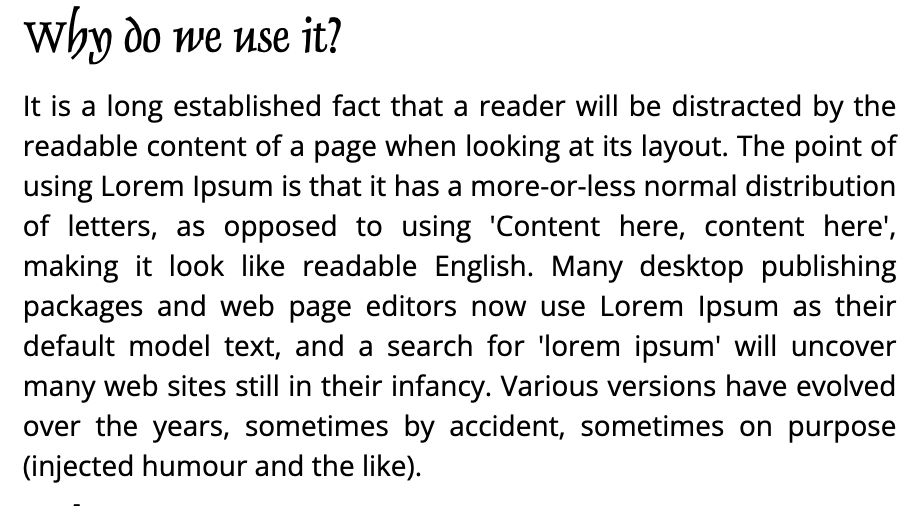 Why do we use it?
It is a long established fact that a reader will be distracted by the
readable content of a page when looking at its layout. The point of
using Lorem Ipsum is that it has a more-or-less normal distribution
of letters, as opposed to using 'Content here, content here',
making it look like readable English. Many desktop publishing
packages and web page editors now use Lorem Ipsum as their
default model text, and a search for 'lorem ipsum' will uncover
many web sites still in their infancy. Various versions have evolved
over the years, sometimes by accident, sometimes on purpose
(injected humour and the like).